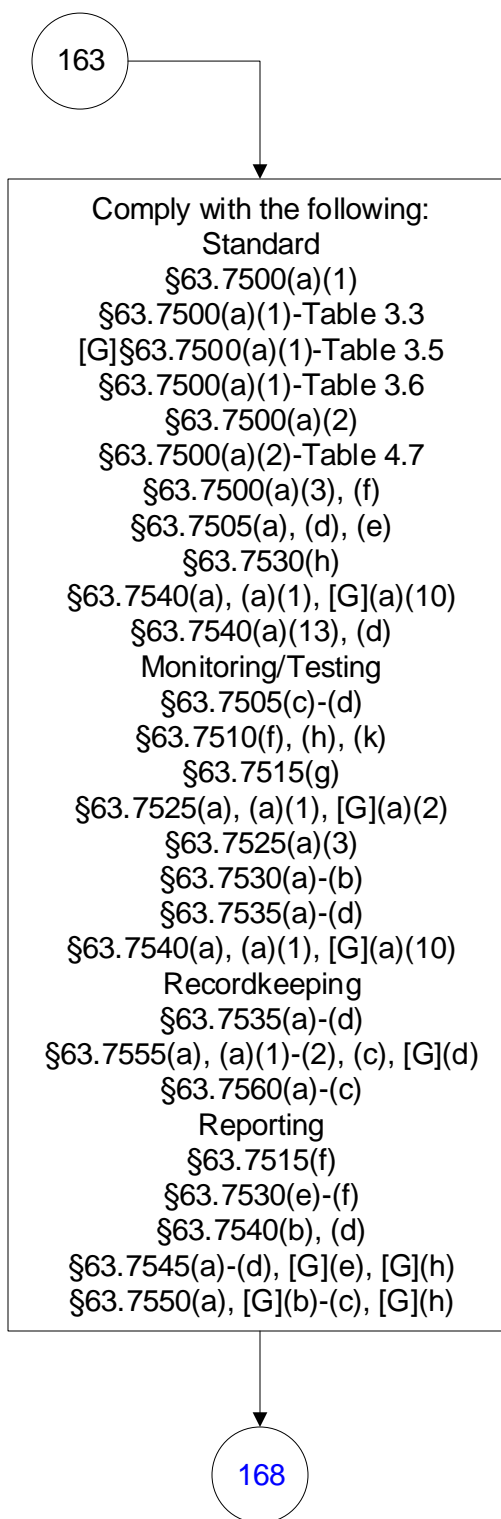 163
Comply with the following:
Standard
§63.7500(a)(1)
§63.7500(a)(1)-Table 3.3
[G]§63.7500(a)(1)-Table 3.5
§63.7500(a)(1)-Table 3.6
§63.7500(a)(2)
§63.7500(a)(2)-Table 4.7
§63.7500(a)(3), (f)
§63.7505(a), (d), (e)
§63.7530(h)
§63.7540(a), (a)(1), [G](a)(10)
§63.7540(a)(13), (d)
Monitoring/Testing
§63.7505(c)-(d)
§63.7510(f), (h), (k)
§63.7515(g)
§63.7525(a), (a)(1), [G](a)(2)
§63.7525(a)(3)
§63.7530(a)-(b)
§63.7535(a)-(d)
§63.7540(a), (a)(1), [G](a)(10)
Recordkeeping
§63.7535(a)-(d)
§63.7555(a), (a)(1)-(2), (c), [G](d)
§63.7560(a)-(c)
Reporting
§63.7515(f)
§63.7530(e)-(f)
§63.7540(b), (d)
§63.7545(a)-(d), [G](e), [G](h)
§63.7550(a), [G](b)-(c), [G](h)
168